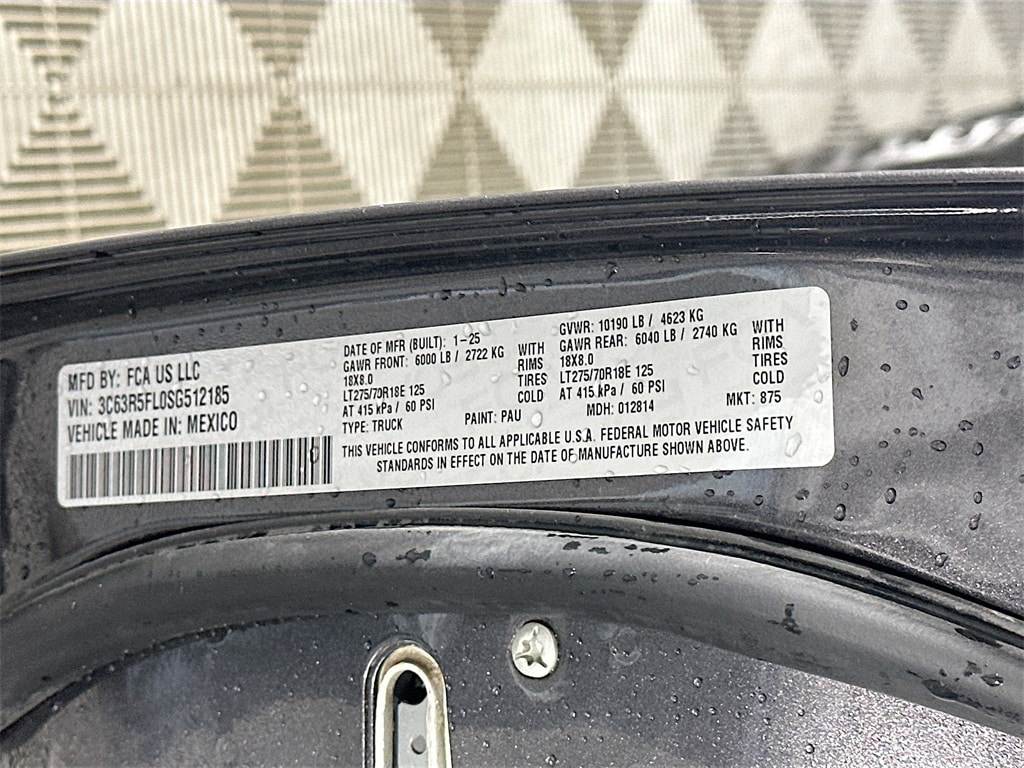 MFD BY: FCA US LLC
VIN: 3C63R5FL0SG512185
VEHICLE MADE IN: MEXICO
DATE OF MFR (BUILT): 1-25
GAWR FRONT: 6000 LB / 2722 KG
18X8.0
LT275/70R18E 125
AT 415 kPa / 60 PSI
TYPE: TRUCK
WITH
RIMS
TIRES
COLD
PAINT: PAU
GVWR: 10190 LB / 4623 KG
GAWR REAR: 6040 LB / 2740 KG
18X8.0
LT275/70R18E 125
AT 415 kPa / 60 PSI
MDH: 012814
WITH
RIMS
TIRES
COLD
MKT: 875
THIS VEHICLE CONFORMS TO ALL APPLICABLE U.S.A. FEDERAL MOTOR VEHICLE SAFETY
STANDARDS IN EFFECT ON THE DATE OF MANUFACTURE SHOWN ABOVE.